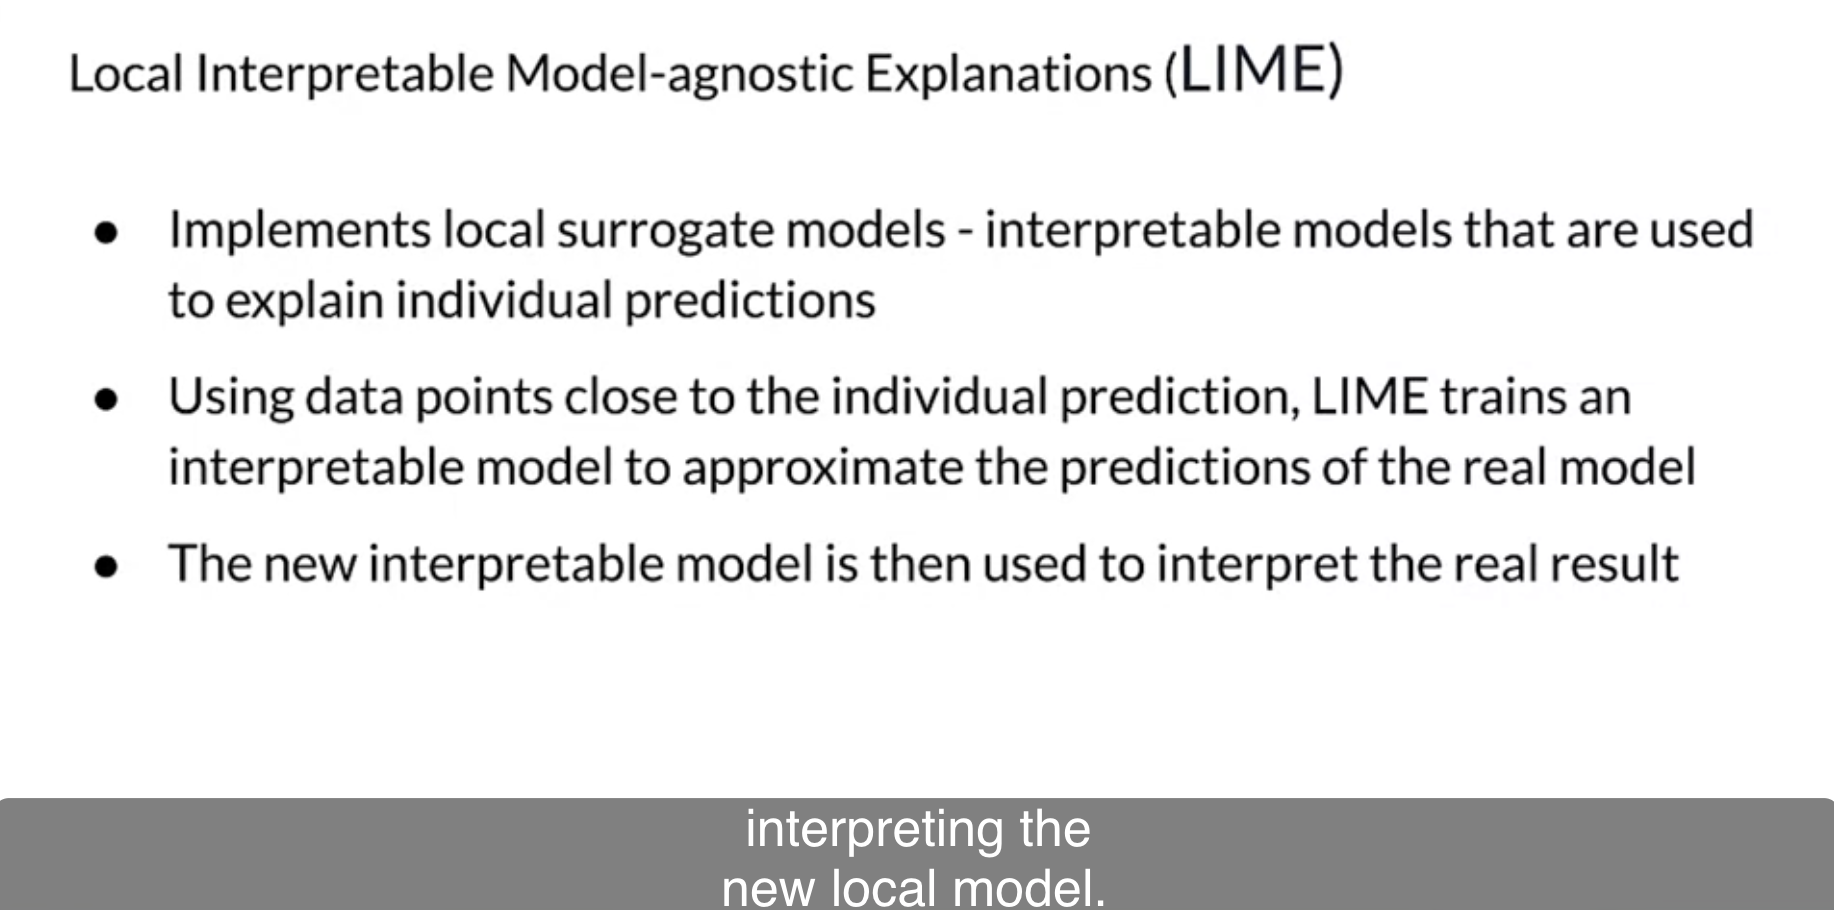 Local Interpretable Model-agnostic Explanations (LIME)
● Implements local surrogate models - interpretable models that are used
to explain individual predictions
● Using data points close to the individual prediction, LIME trains an
interpretable model to approximate the predictions of the real model
● The new interpretable model is then used to interpret the real result
interpreting the
new local model.